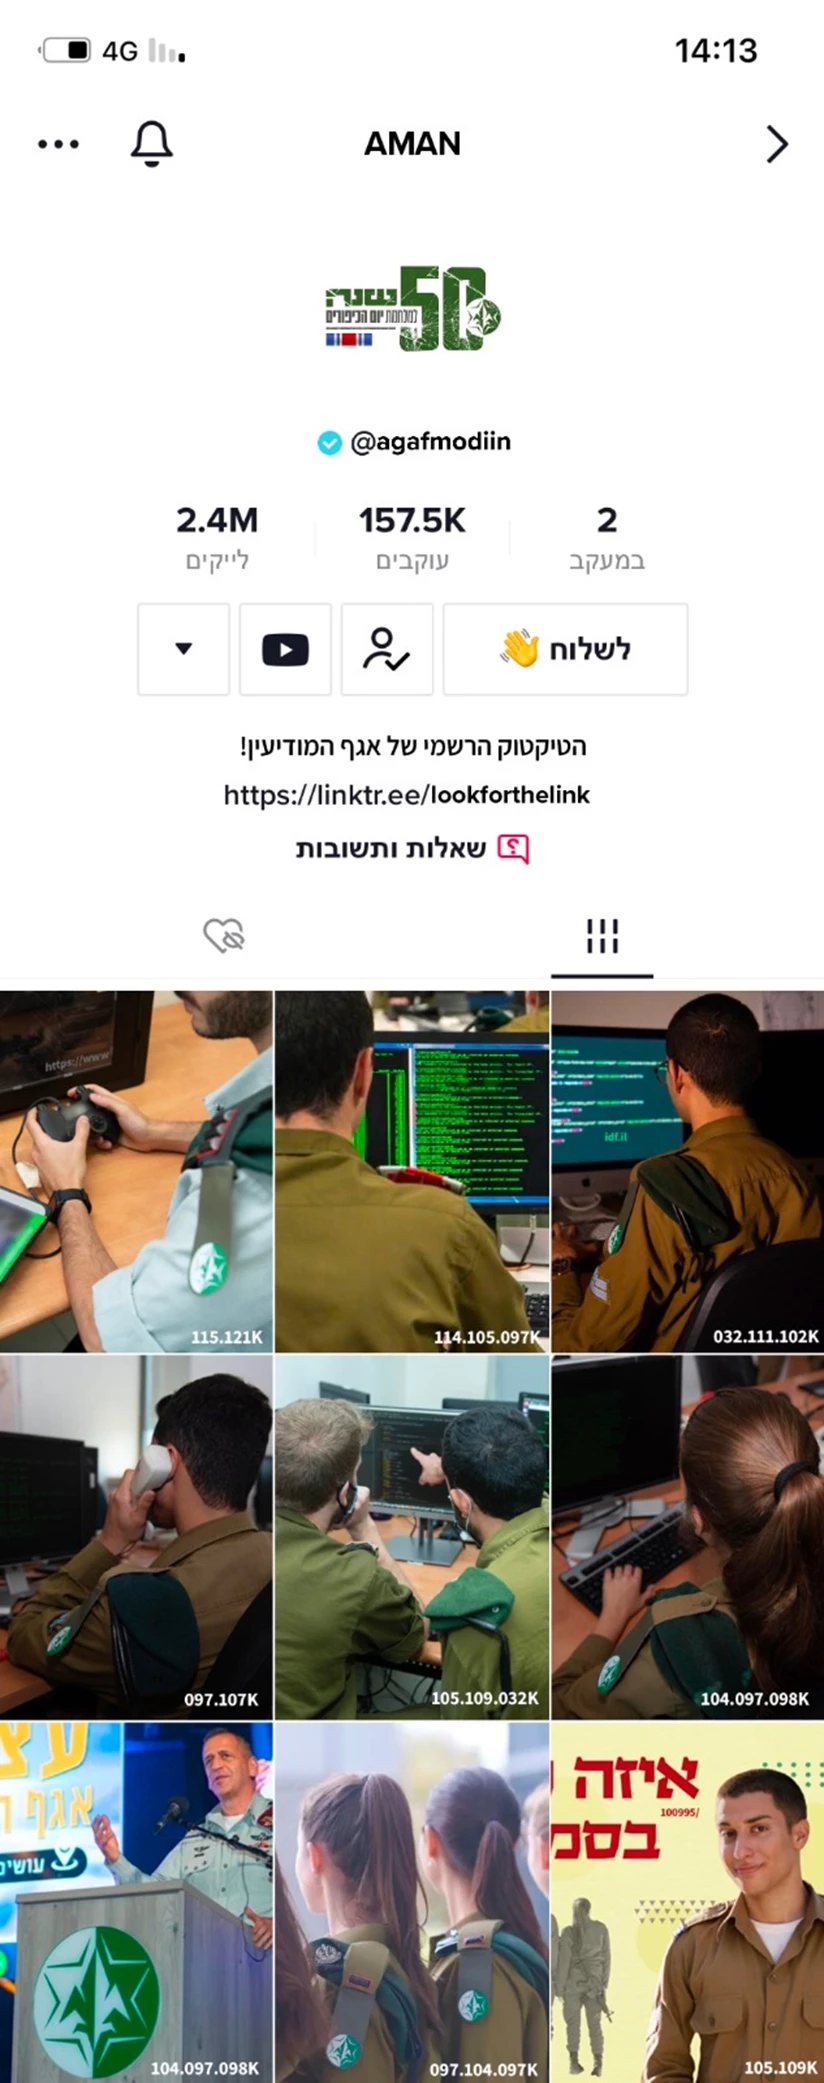 4G
14:13
AMAN
50 שנה
למלחמת יום הכיפורים
@agafmodiin
2.4M 157.5K 2
לייקים עוקבים במעקב
לשלוח 👋
הטיקטוק הרשמי של אגף המודיעין!
https://linktr.ee/lookforthelink
שאלות ותשובות
https://www
idf.il
115.121K
114.105.097K
032.111.102K
097.107K
105.109.032K
104.097.098K
אגף
עושים
104.097.098K
097.104.097K
איזה
100995/
בסמ
105.109K